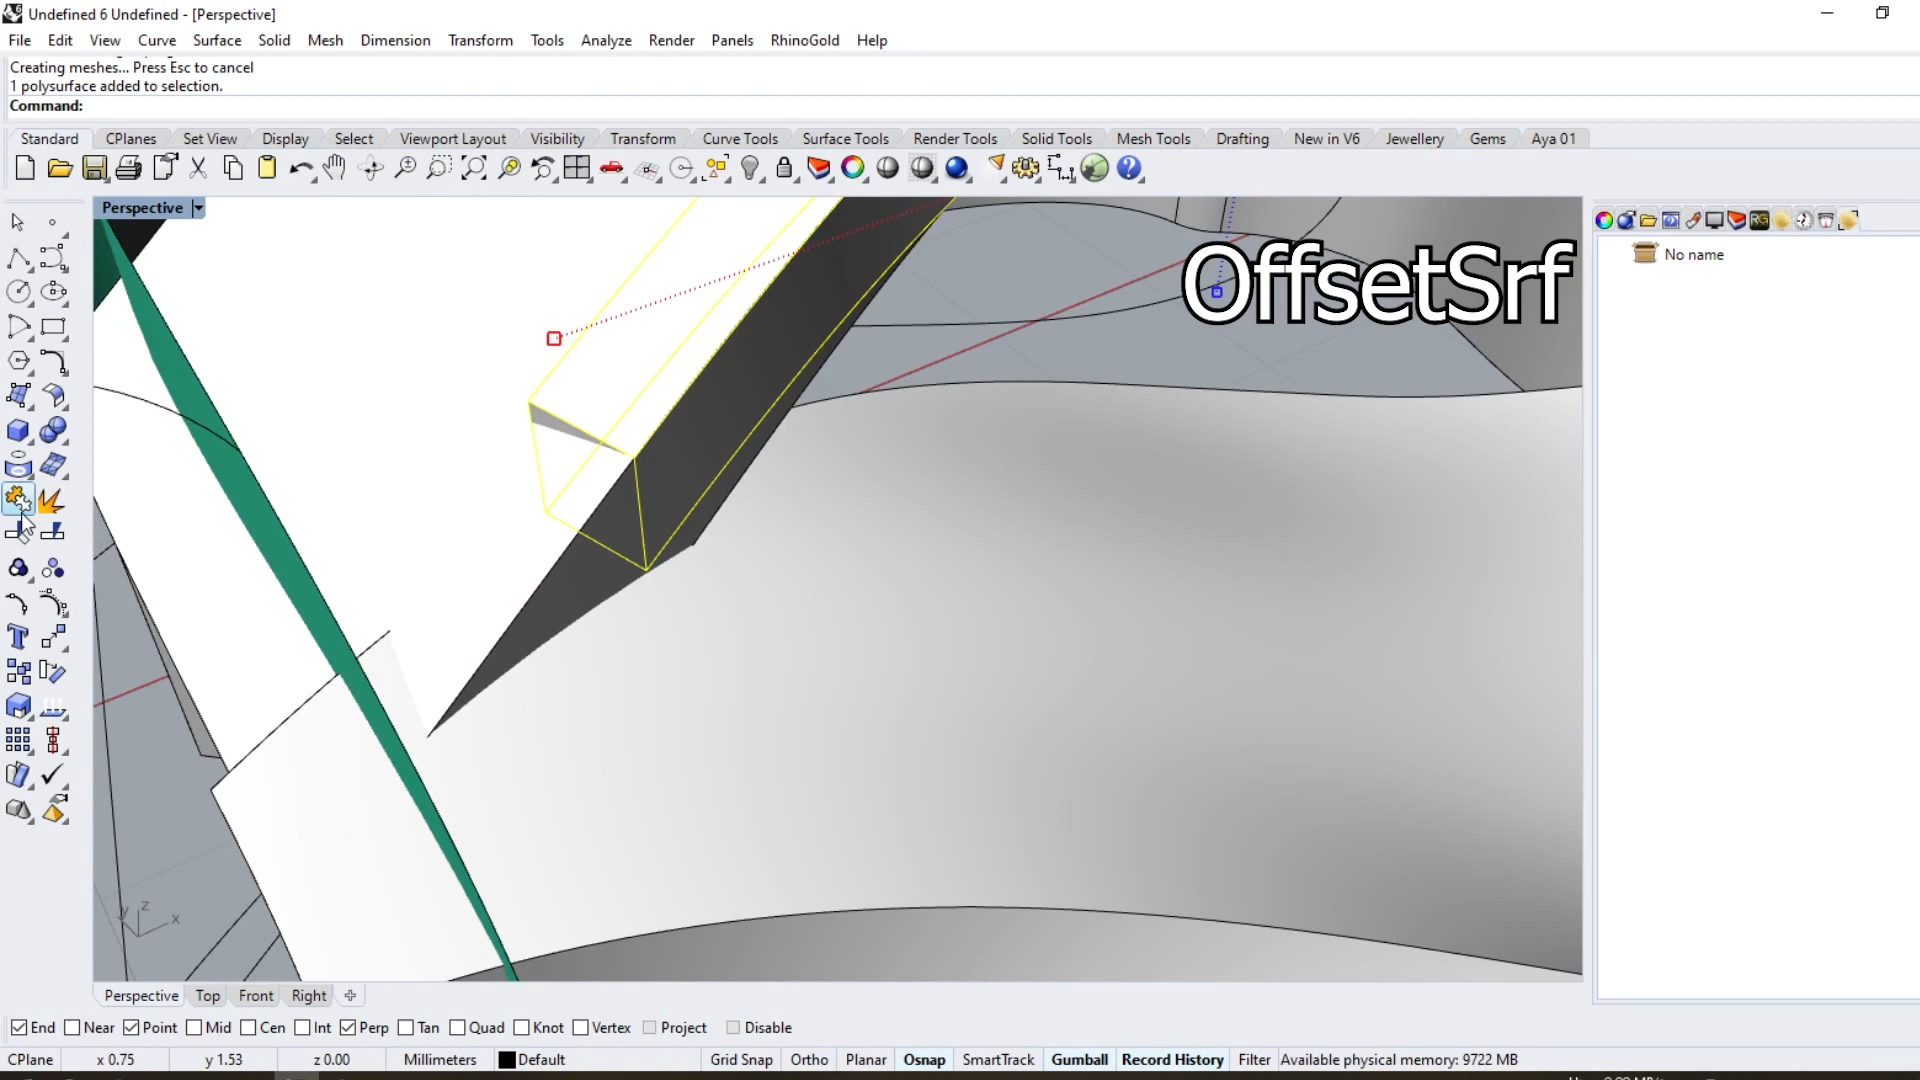 Undefined 6 Undefined - [Perspective]
File Edit View Curve Surface Solid Mesh Dimension Transform Tools Analyze Render Panels RhinoGold Help
Creating meshes... Press Esc to cancel
1 polysurface added to selection.
Command:
Standard CPlanes Set View Display Select Viewport Layout Visibility Transform Curve Tools Surface Tools Render Tools Solid Tools Mesh Tools Drafting New in V6 Jewellery Gems Aya 01
Perspective
RG
No name
OffsetSrf
z
y x
Perspective Top Front Right
End Near Point Mid Cen Int Perp Tan Quad Knot Vertex Project Disable
CPlane x 0.75 y 1.53 z 0.00 Millimeters Default Grid Snap Ortho Planar Osnap SmartTrack Gumball Record History Filter Available physical memory: 9722 MB